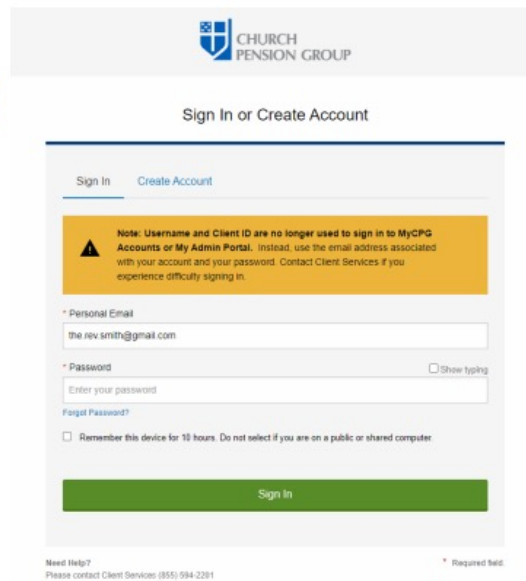 CHURCH
PENSION GROUP
Sign In or Create Account
Sign In Create Account
Note: Username and Client ID are no longer used to sign in to MyCPG
Accounts or My Admin Portal. Instead, use the email address associated
with your account and your password. Contact Client Services if you
experience difficulty signing in.
* Personal Email
the.rev.smith@gmail.com
* Password Show typing
Enter your password
Forgot Password?
Remember this device for 10 hours. Do not select if you are on a public or shared computer.
Sign In
Need Help? * Required field.
Please contact Client Services (855) 594-2201